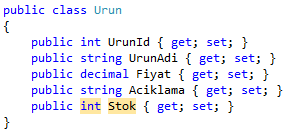 public class Urun
{
    public int UrunId { get; set; }
    public string UrunAdi { get; set; }
    public decimal Fiyat { get; set; }
    public string Aciklama { get; set; }
    public int Stok { get; set; }
}